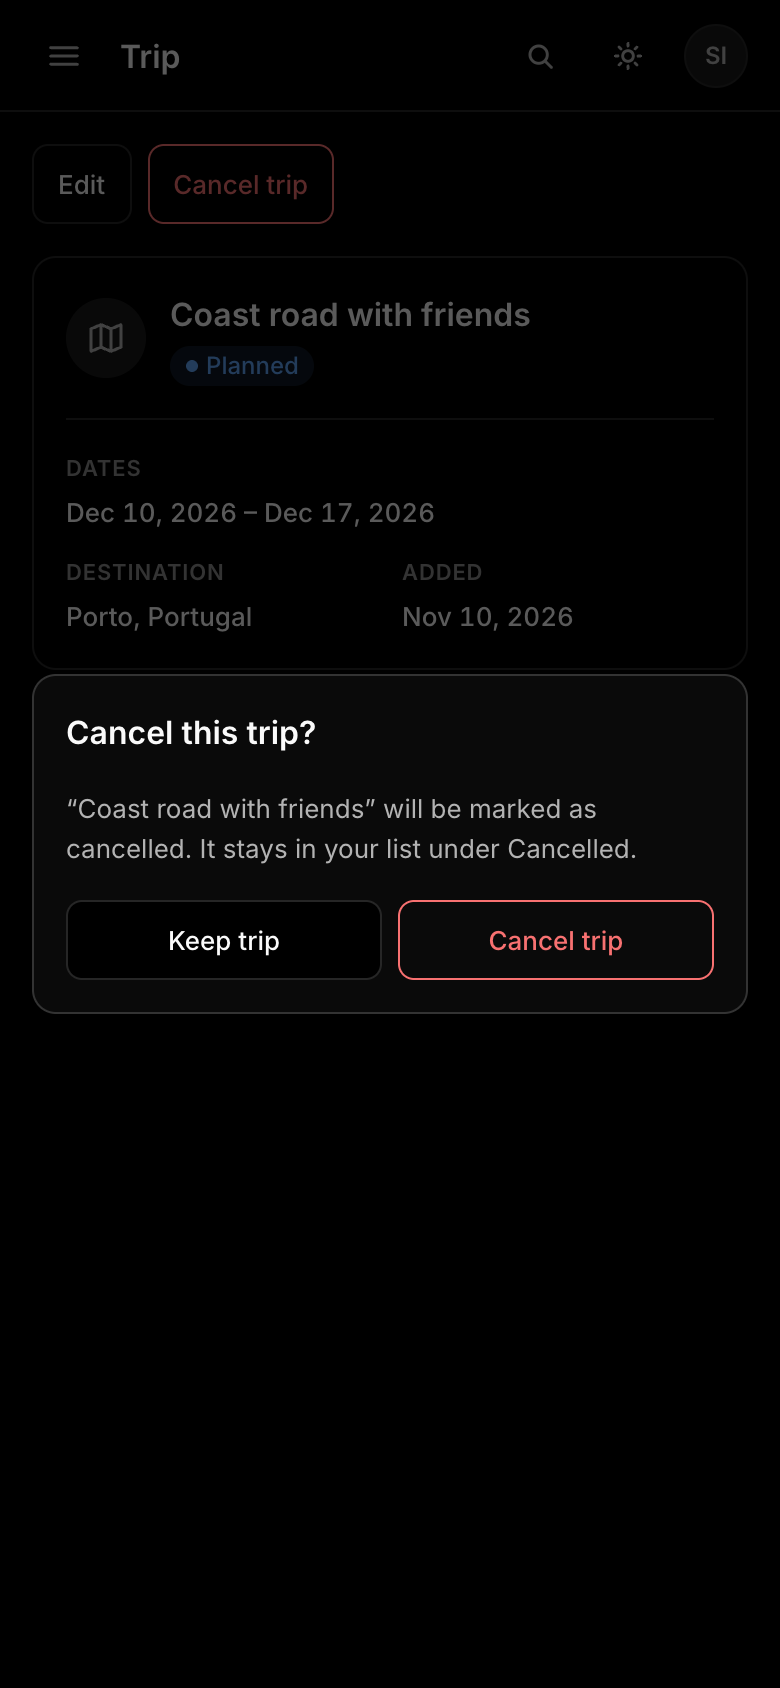 Trip
SI
Edit
Cancel trip
Coast road with friends
Planned
DATES
Dec 10, 2026 – Dec 17, 2026
DESTINATION
ADDED
Porto, Portugal
Nov 10, 2026
Cancel this trip?
“Coast road with friends” will be marked as
cancelled. It stays in your list under Cancelled.
Keep trip
Cancel trip